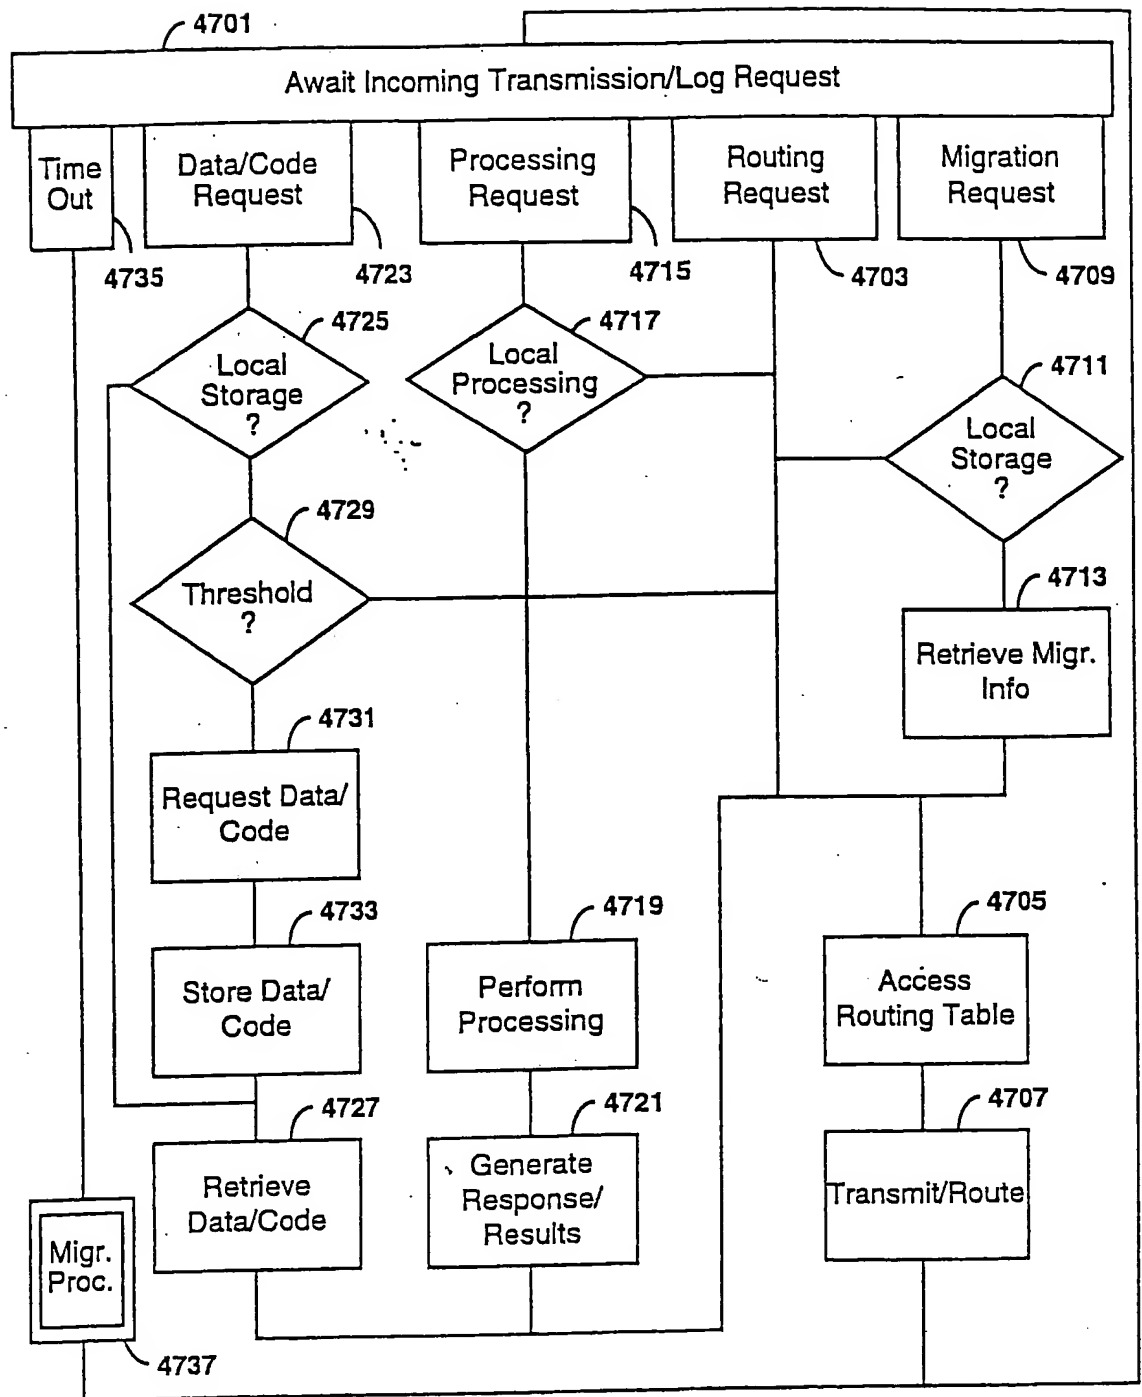 4701
Await Incoming Transmission/Log Request
Time
Out
Data/Code
Request
Processing
Request
Routing
Request
Migration
Request
4735
4723
4715
4703
4709
4725
Local
Storage
?
4717
Local
Processing
?
4711
Local
Storage
?
4729
Threshold
?
4713
Retrieve Migr.
Info
4731
Request Data/
Code
4733
Store Data/
Code
4719
Perform
Processing
4705
Access
Routing Table
4727
Retrieve
Data/Code
4721
Generate
Response/
Results
4707
Transmit/Route
Migr.
Proc.
4737